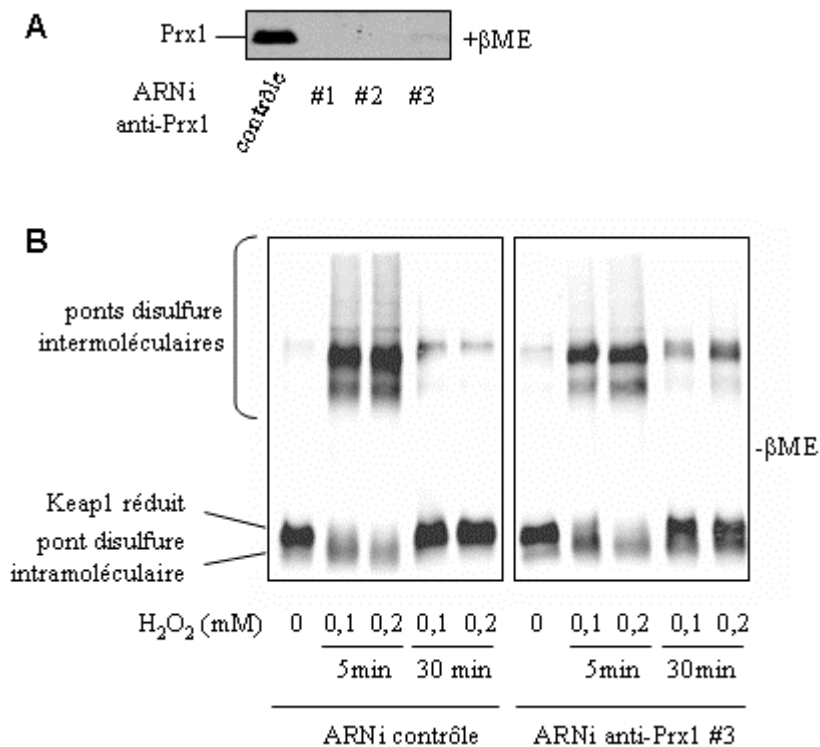 A
Prx1
+βME
ARNi
anti-Prx1
contrôle
#1 #2 #3
B
ponts disulfure
intermoléculaires
-βME
Keap1 réduit
pont disulfure
intramoléculaire
H₂O₂ (mM) 0 0,1 0,2 0,1 0,2 0 0,1 0,2 0,1 0,2
5min 30 min 5min 30min
ARNi contrôle ARNi anti-Prx1 #3